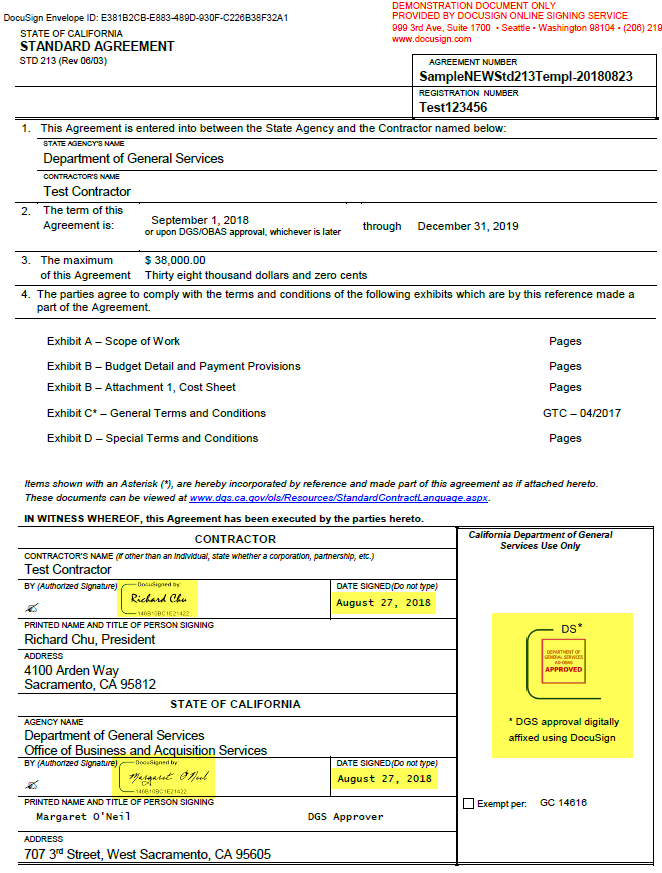 DocuSign Envelope ID: E381B2CB-E883-489D-930F-C226B38F32A1
DEMONSTRATION DOCUMENT ONLY
PROVIDED BY DOCUSIGN ONLINE SIGNING SERVICE
999 3rd Ave, Suite 1700 • Seattle • Washington 98104 • (206) 219
www.docusign.com
STATE OF CALIFORNIA
STANDARD AGREEMENT
STD 213 (Rev 06/03)
AGREEMENT NUMBER
SampleNEWStd213Templ-20180823
REGISTRATION NUMBER
Test123456
1. This Agreement is entered into between the State Agency and the Contractor named below:
STATE AGENCY'S NAME
Department of General Services
CONTRACTOR'S NAME
Test Contractor
2. The term of this Agreement is:
September 1, 2018 through December 31, 2019
or upon DGS/OBAS approval, whichever is later
3. The maximum of this Agreement
$ 38,000.00
Thirty eight thousand dollars and zero cents
4. The parties agree to comply with the terms and conditions of the following exhibits which are by this reference made a
part of the Agreement.
Exhibit A – Scope of Work Pages
Exhibit B – Budget Detail and Payment Provisions Pages
Exhibit B – Attachment 1, Cost Sheet Pages
Exhibit C* – General Terms and Conditions GTC – 04/2017
Exhibit D – Special Terms and Conditions Pages
Items shown with an Asterisk (*), are hereby incorporated by reference and made part of this agreement as if attached hereto.
These documents can be viewed at www.dgs.ca.gov/ols/Resources/StandardContractLanguage.aspx.
IN WITNESS WHEREOF, this Agreement has been executed by the parties hereto.
CONTRACTOR
CONTRACTOR'S NAME (if other than an individual, state whether a corporation, partnership, etc.)
Test Contractor
BY (Authorized Signature)
DocuSigned by:
Richard Chu
146B10BC1E21422...
DATE SIGNED(Do not type)
August 27, 2018
PRINTED NAME AND TITLE OF PERSON SIGNING
Richard Chu, President
ADDRESS
4100 Arden Way
Sacramento, CA 95812
STATE OF CALIFORNIA
AGENCY NAME
Department of General Services
Office of Business and Acquisition Services
BY (Authorized Signature)
DocuSigned by:
Margaret O'Neil
146B10BC1E21422...
DATE SIGNED(Do not type)
August 27, 2018
PRINTED NAME AND TITLE OF PERSON SIGNING
Margaret O'Neil DGS Approver
ADDRESS
707 3rd Street, West Sacramento, CA 95605
California Department of General
Services Use Only
DS*
DEPARTMENT OF
GENERAL SERVICES
AD-OBAS
APPROVED
* DGS approval digitally
affixed using DocuSign
Exempt per: GC 14616